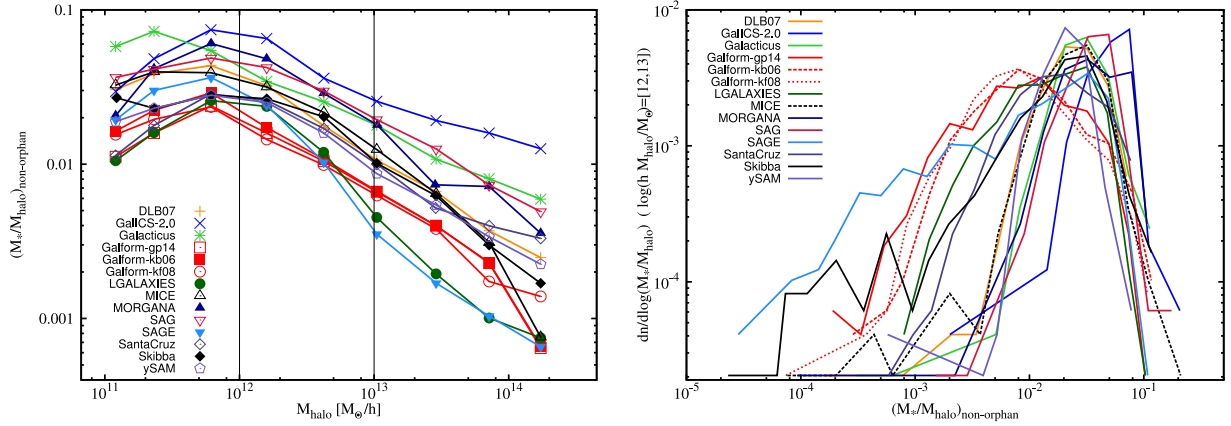 0.1
0.01
0.001
(M*/Mhalo)non-orphan
DLB07
GalICS-2.0
Galacticus
Galform-gp14
Galform-kb06
Galform-kf08
LGALAXIES
MICE
MORGANA
SAG
SAGE
SantaCruz
Skibba
ySAM
10^11
10^12
10^13
10^14
Mhalo [M⊙/h]
10^-2
10^-3
10^-4
dn/dlog(M*/Mhalo) ( log(h Mhalo/M⊙)=[12,13])
DLB07
GalICS-2.0
Galacticus
Galform-gp14
Galform-kb06
Galform-kf08
LGALAXIES
MICE
MORGANA
SAG
SAGE
SantaCruz
Skibba
ySAM
10^-5
10^-4
10^-3
10^-2
10^-1
(M*/Mhalo)non-orphan